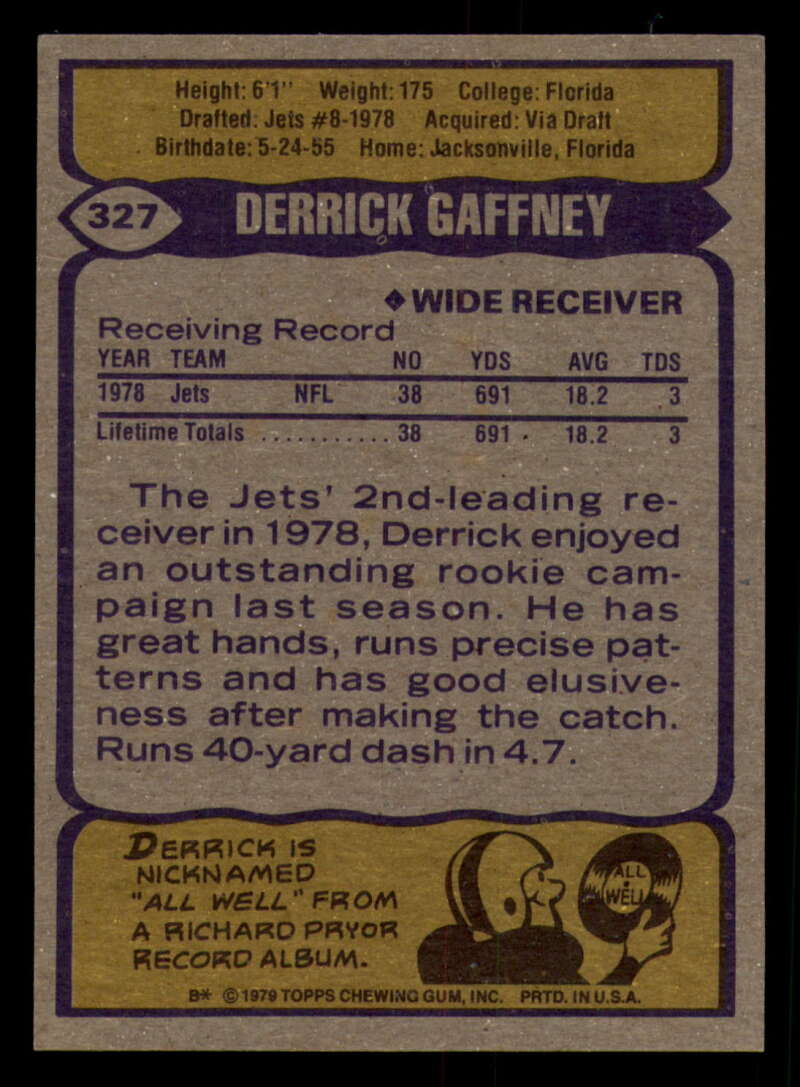 Height: 6'1" Weight: 175 College: Florida
Drafted: Jets #8-1978 Acquired: Via Draft
Birthdate: 5-24-55 Home: Jacksonville, Florida
327 DERRICK GAFFNEY
WIDE RECEIVER
Receiving Record
YEAR TEAM NO YDS AVG TDS
1978 Jets NFL 38 691 18.2 3
Lifetime Totals ........... 38 691 18.2 3
The Jets' 2nd-leading re-
ceiver in 1978, Derrick enjoyed
an outstanding rookie cam-
paign last season. He has
great hands, runs precise pat-
terns and has good elusive-
ness after making the catch.
Runs 40-yard dash in 4.7.
DERRICK IS
NICKNAMED
"ALL WELL" FROM
A RICHARD PRYOR
RECORD ALBUM.
ALL
WELL
B* © 1979 TOPPS CHEWING GUM, INC. PRTD. IN U.S.A.